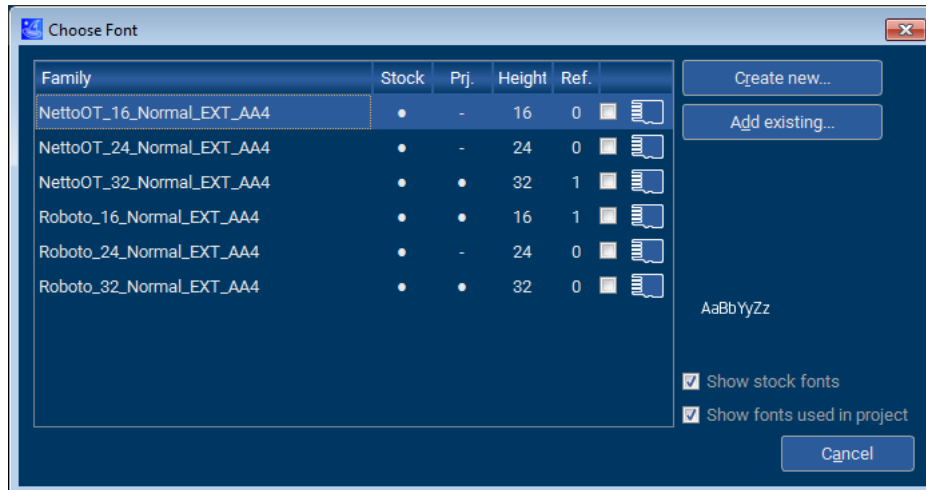 Choose Font
Family Stock Prj. Height Ref.
NettoOT_16_Normal_EXT_AA4 ● - 16 0
NettoOT_24_Normal_EXT_AA4 ● - 24 0
NettoOT_32_Normal_EXT_AA4 ● ● 32 1
Roboto_16_Normal_EXT_AA4 ● ● 16 1
Roboto_24_Normal_EXT_AA4 ● - 24 0
Roboto_32_Normal_EXT_AA4 ● ● 32 0
Create new...
Add existing...
AaBbYyZz
Show stock fonts
Show fonts used in project
Cancel